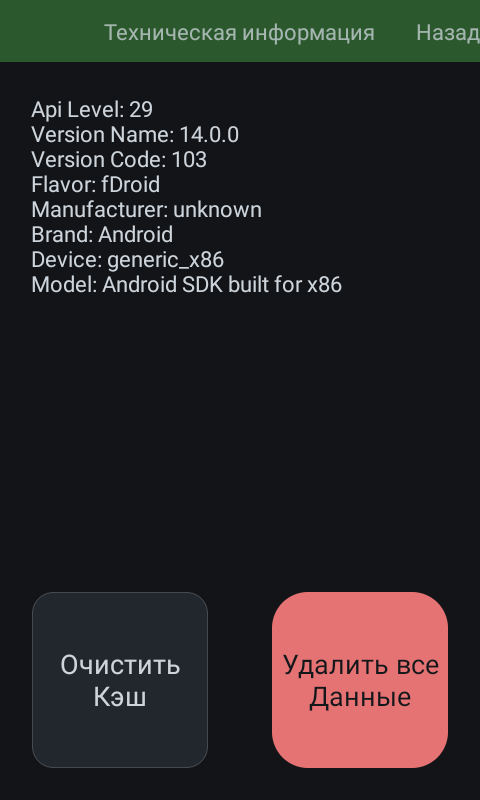 Техническая информация Назад
Api Level: 29
Version Name: 14.0.0
Version Code: 103
Flavor: fDroid
Manufacturer: unknown
Brand: Android
Device: generic_x86
Model: Android SDK built for x86
Очистить
Кэш
Удалить все
Данные